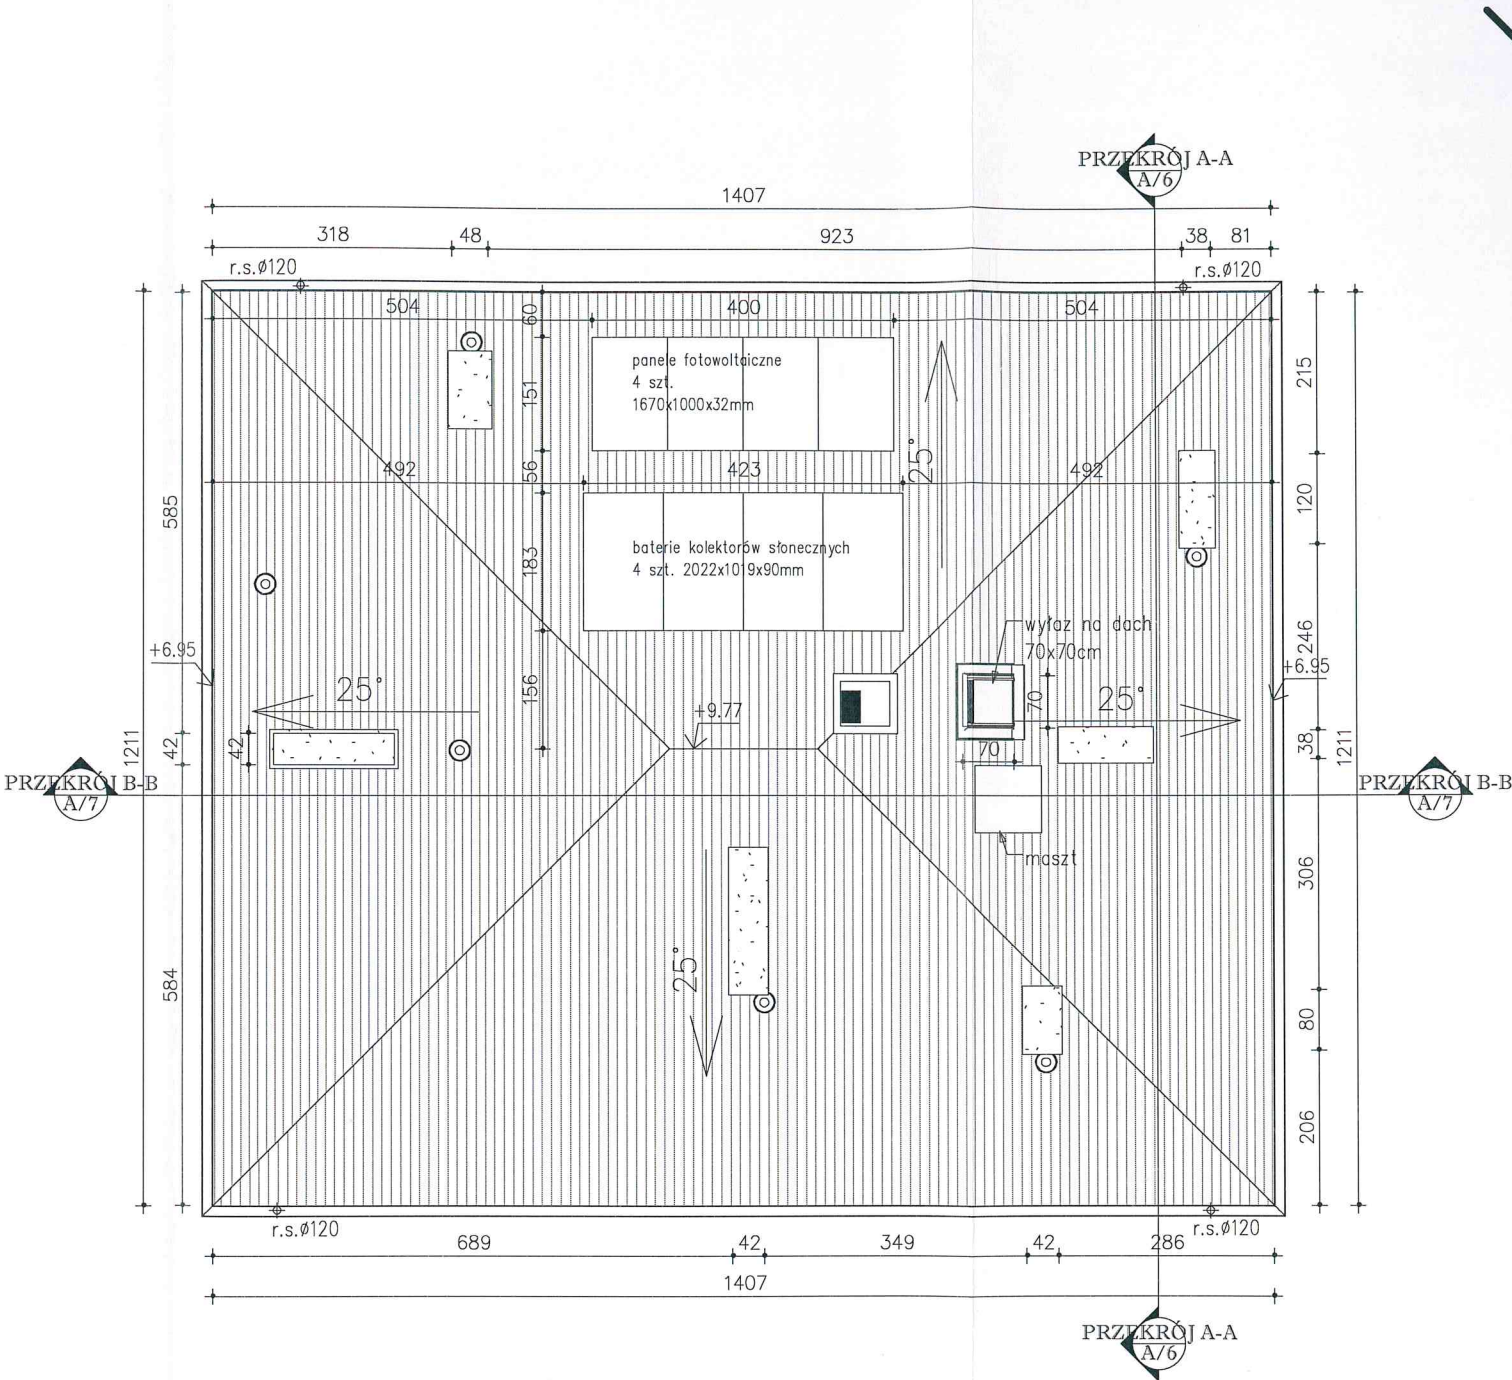 PRZEKRÓJ A-A
A/6
1407
318
48
923
38
81
r.s.Ø120
r.s.Ø120
504
60
400
504
panele fotowoltaiczne
4 szt.
1670x1000x32mm
151
215
25°
492
56
423
492
585
120
baterie kolektorów słonecznych
4 szt. 2022x1019x90mm
183
wyłaz na dach
70x70cm
246
+6.95
+6.95
25°
156
+9.77
70
25°
1211
42
42
70
38
1211
PRZEKRÓJ B-B
A/7
PRZEKRÓJ B-B
A/7
maszt
306
25°
584
80
206
r.s.Ø120
r.s.Ø120
689
42
349
42
286
1407
PRZEKRÓJ A-A
A/6